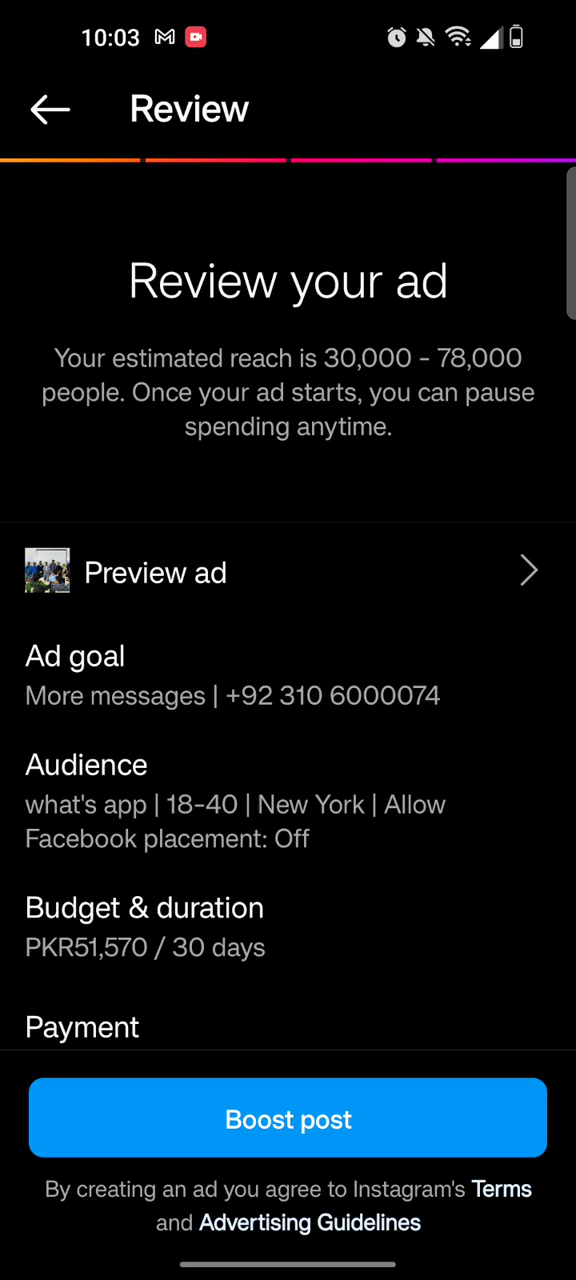 10:03
Review
Review your ad
Your estimated reach is 30,000 - 78,000
people. Once your ad starts, you can pause
spending anytime.
Preview ad
Ad goal
More messages | +92 310 6000074
Audience
what's app | 18-40 | New York | Allow
Facebook placement: Off
Budget & duration
PKR51,570 / 30 days
Payment
Boost post
By creating an ad you agree to Instagram's Terms
and Advertising Guidelines